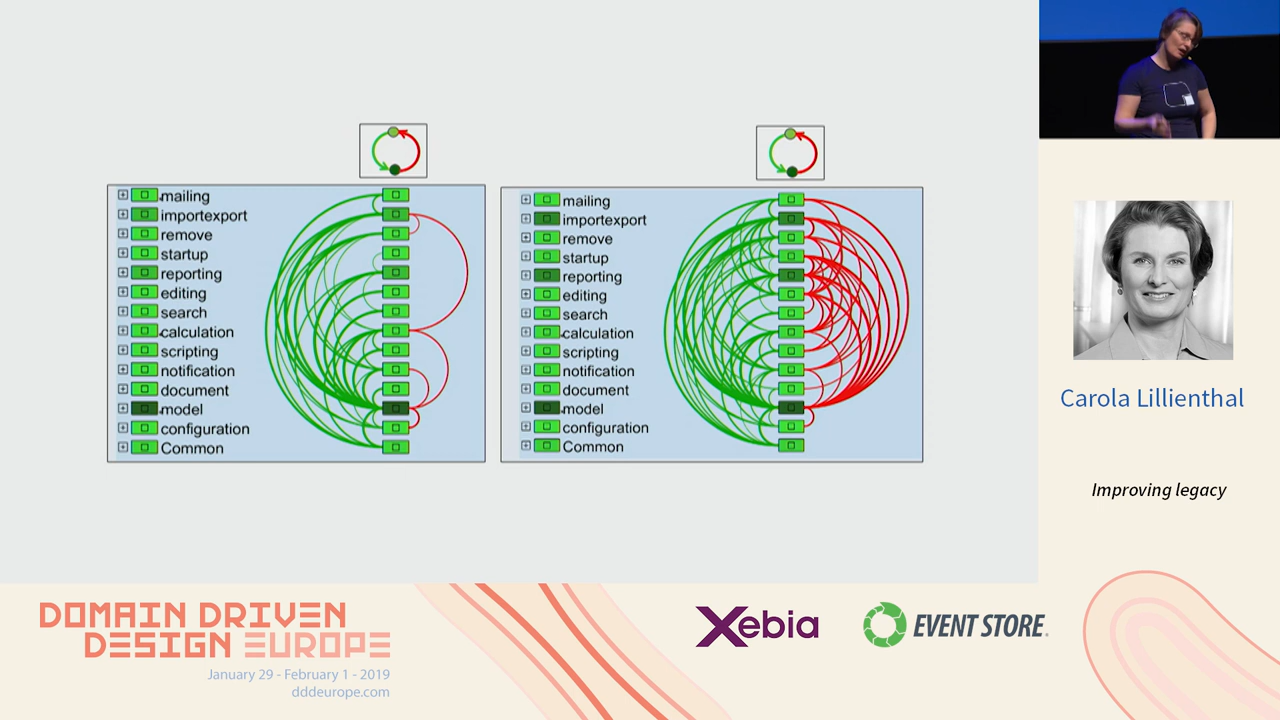 mailing
importexport
remove
startup
reporting
editing
search
calculation
scripting
notification
document
model
configuration
Common
mailing
importexport
remove
startup
reporting
editing
search
calculation
scripting
notification
document
model
configuration
Common
Carola Lillienthal
Improving legacy
DOMAIN DRIVEN
DESIGN EUROPE
January 29 - February 1 - 2019
dddeurope.com
Xebia
EVENT STORE.